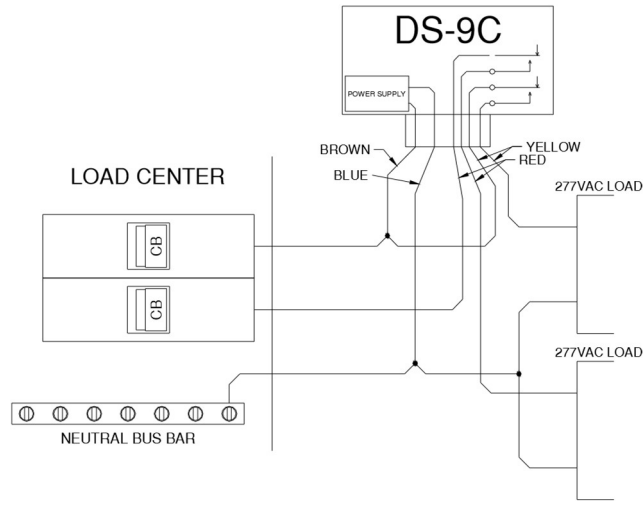 DS-9C
POWER SUPPLY
BROWN
YELLOW
RED
BLUE
LOAD CENTER
277VAC LOAD
CB
CB
277VAC LOAD
NEUTRAL BUS BAR